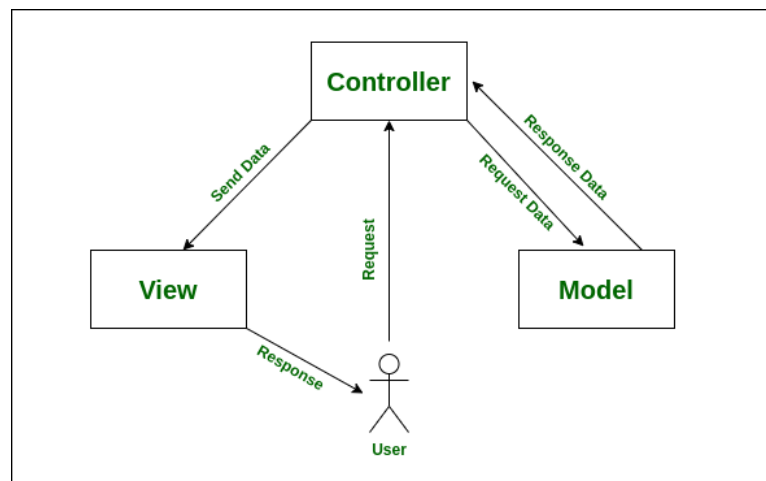 Controller
Send Data
Request
Request Data
Response Data
View
Model
Response
User